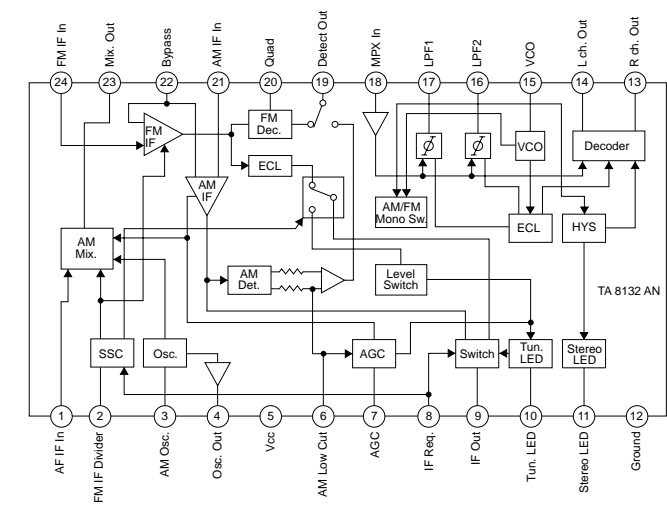 FM IF In
Mix. Out
Bypass
AM IF In
Quad
Detect Out
MPX In
LPF1
LPF2
VCO
L ch. Out
R ch. Out
24
23
22
21
20
19
18
17
16
15
14
13
FM
IF
FM
Dec.
ECL
AM
IF
AM/FM
Mono Sw.
VCO
Decoder
ECL
HYS
AM
Mix.
AM
Det.
Level
Switch
TA 8132 AN
SSC
Osc.
AGC
Switch
Tun.
LED
Stereo
LED
1
2
3
4
5
6
7
8
9
10
11
12
AF IF In
FM IF Divider
AM Osc.
Osc. Out
Vcc
AM Low Cut
AGC
IF Req.
IF Out
Tun. LED
Stereo LED
Ground